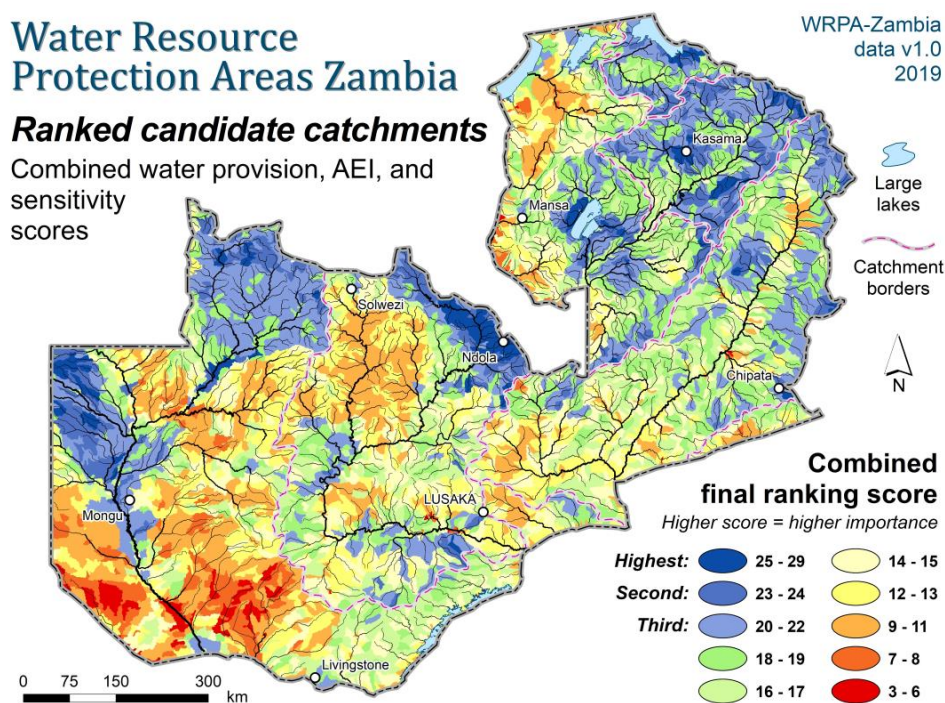 Water Resource
Protection Areas Zambia
Ranked candidate catchments
Combined water provision, AEI, and
sensitivity
scores
WRPA-Zambia
data v1.0
2019
Large
lakes
Catchment
borders
N
Kasama
Mansa
Solwezi
Ndola
Chipata
Mongu
LUSAKA
Livingstone
Combined
final ranking score
Higher score = higher importance
Highest: 25 - 29 14 - 15
Second: 23 - 24 12 - 13
Third: 20 - 22 9 - 11
18 - 19 7 - 8
16 - 17 3 - 6
0 75 150 300
km